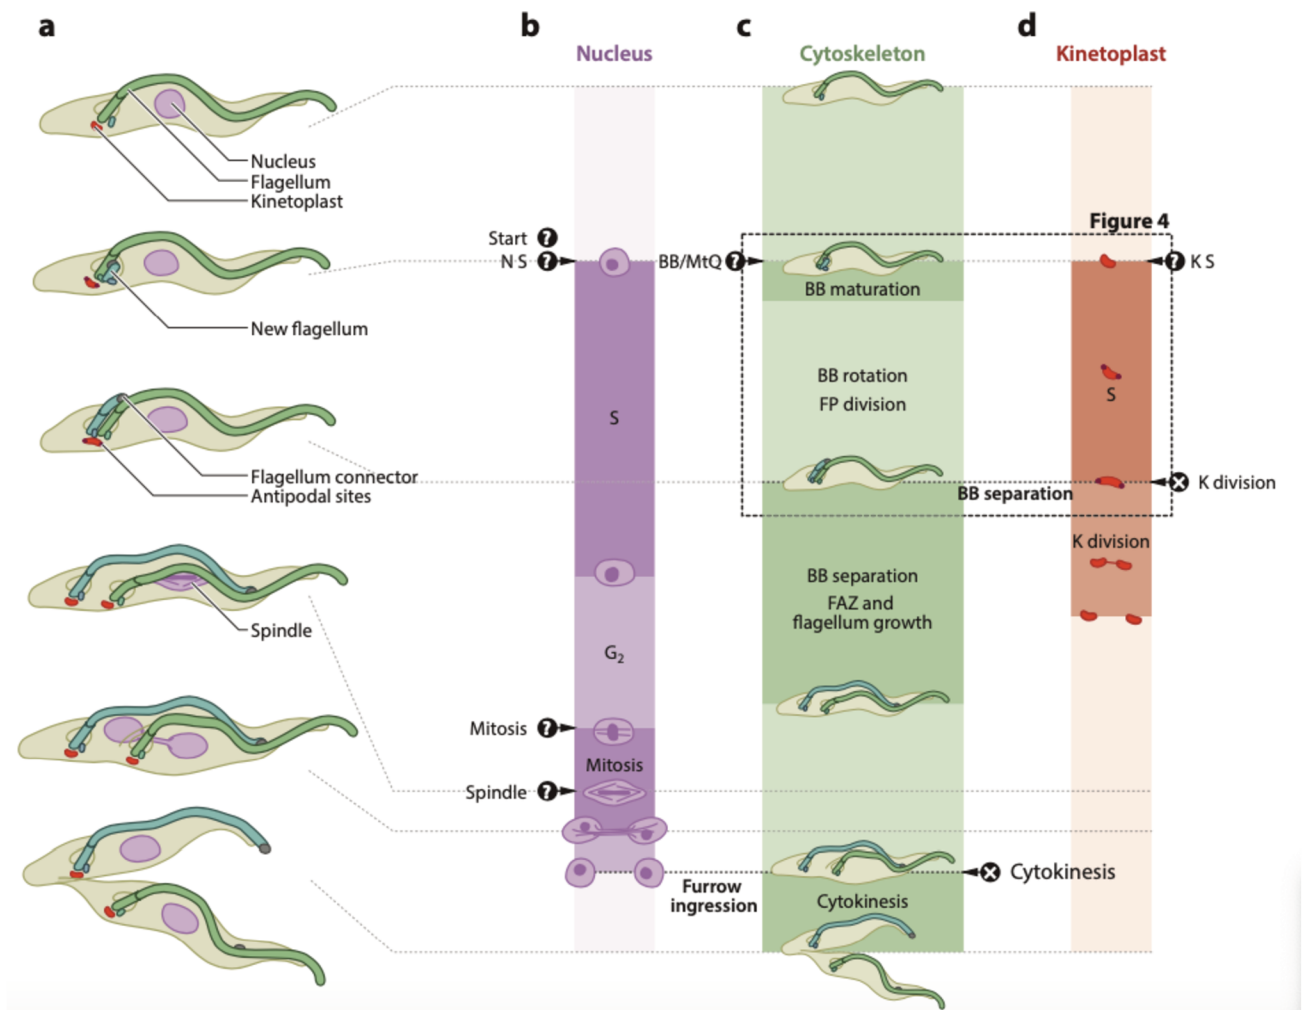 a
b
c
d
Nucleus
Cytoskeleton
Kinetoplast
Nucleus
Flagellum
Kinetoplast
Figure 4
Start ?
N S ?
BB/MtQ ?
? K S
BB maturation
New flagellum
BB rotation
FP division
S
S
Flagellum connector
Antipodal sites
BB separation
K division
K division
BB separation
FAZ and
flagellum growth
Spindle
G₂
Mitosis ?
Mitosis
Spindle ?
Furrow
ingression
Cytokinesis
Cytokinesis